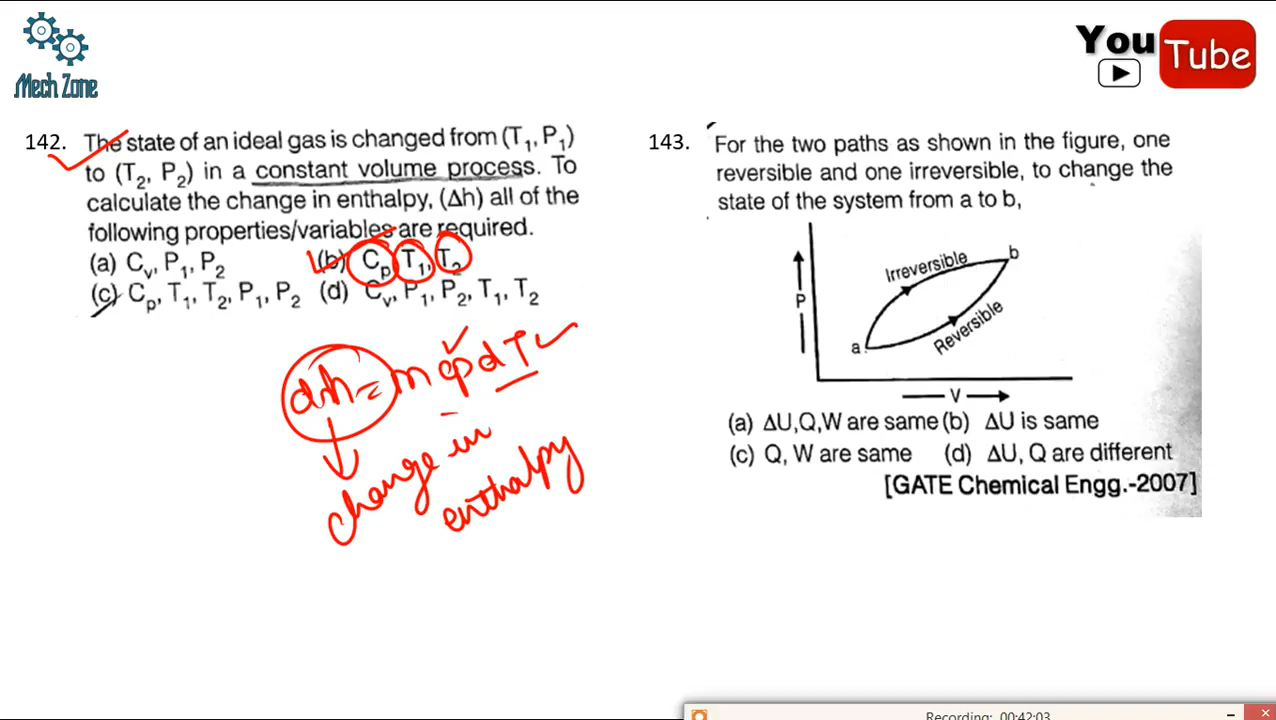 Mech Zone
You Tube
142. The state of an ideal gas is changed from (T₁, P₁)
to (T₂, P₂) in a constant volume process. To
calculate the change in enthalpy, (Δh) all of the
following properties/variables are required.
(a) Cᵥ, P₁, P₂ (b) Cₚ T₁, T₂
(c) Cₚ, T₁, T₂, P₁, P₂ (d) Cᵥ, P₁, P₂, T₁, T₂
dh = m cp dT
change in
enthalpy
143. For the two paths as shown in the figure, one
reversible and one irreversible, to change the
state of the system from a to b,
b
Irreversible
P
Reversible
a
V
(a) ΔU,Q,W are same (b) ΔU is same
(c) Q, W are same (d) ΔU, Q are different
[GATE Chemical Engg.-2007]
Recording: 00:42:03